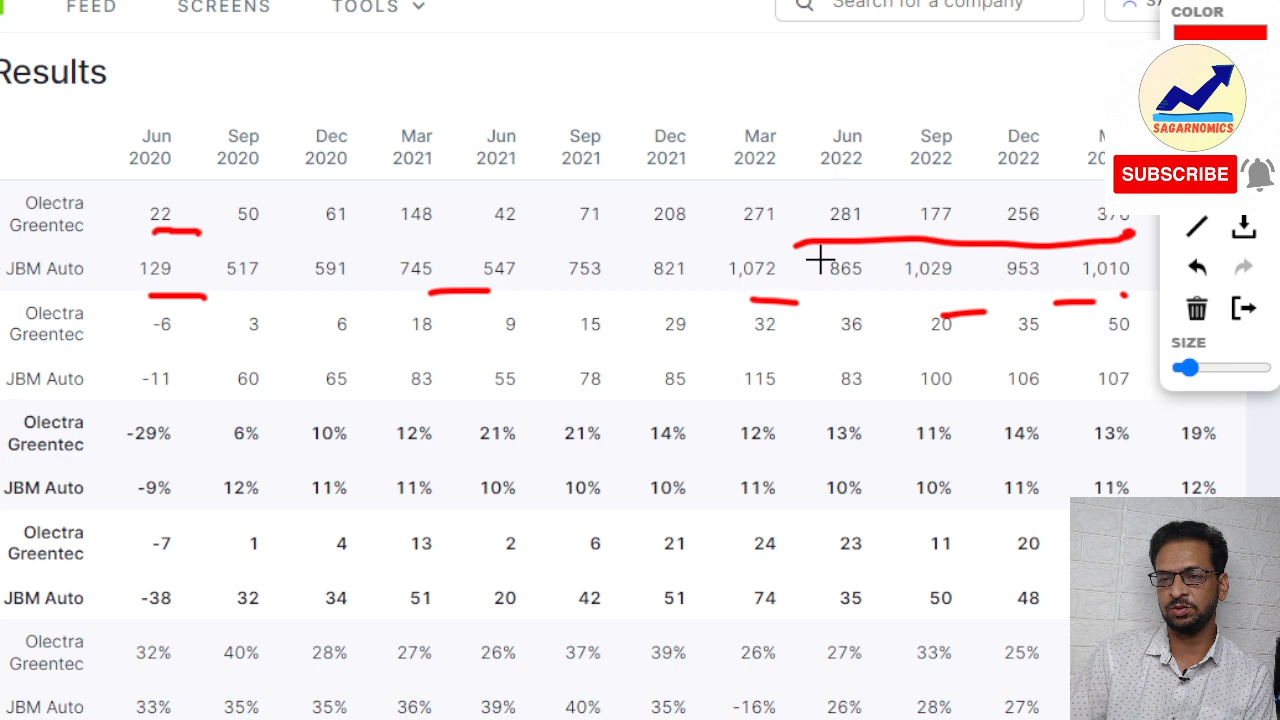 FEED SCREENS TOOLS Search for a company
COLOR
Results
SAGARNOMICS
SUBSCRIBE
Jun Sep Dec Mar Jun Sep Dec Mar Jun Sep Dec
2020 2020 2020 2021 2021 2021 2021 2022 2022 2022 2022
Olectra
Greentec 22 50 61 148 42 71 208 271 281 177 256
JBM Auto 129 517 591 745 547 753 821 1,072 865 1,029 953 1,010
Olectra
Greentec -6 3 6 18 9 15 29 32 36 20 35 50
SIZE
JBM Auto -11 60 65 83 55 78 85 115 83 100 106 107
Olectra
Greentec -29% 6% 10% 12% 21% 21% 14% 12% 13% 11% 14% 13% 19%
JBM Auto -9% 12% 11% 11% 10% 10% 10% 11% 10% 10% 11% 11% 12%
Olectra
Greentec -7 1 4 13 2 6 21 24 23 11 20
JBM Auto -38 32 34 51 20 42 51 74 35 50 48
Olectra
Greentec 32% 40% 28% 27% 26% 37% 39% 26% 27% 33% 25%
JBM Auto 33% 35% 35% 36% 39% 40% 35% -16% 26% 28% 27%